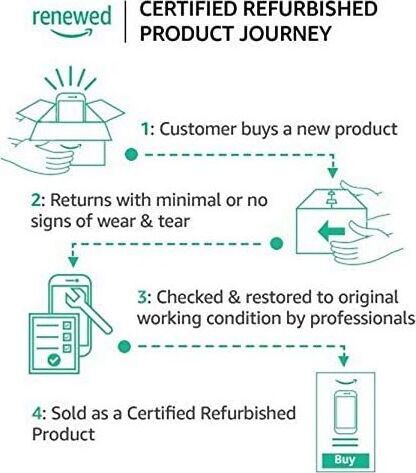 renewed
CERTIFIED REFURBISHED
PRODUCT JOURNEY
1: Customer buys a new product
2: Returns with minimal or no
signs of wear & tear
3: Checked & restored to original
working condition by professionals
4: Sold as a Certified Refurbished
Product
Buy